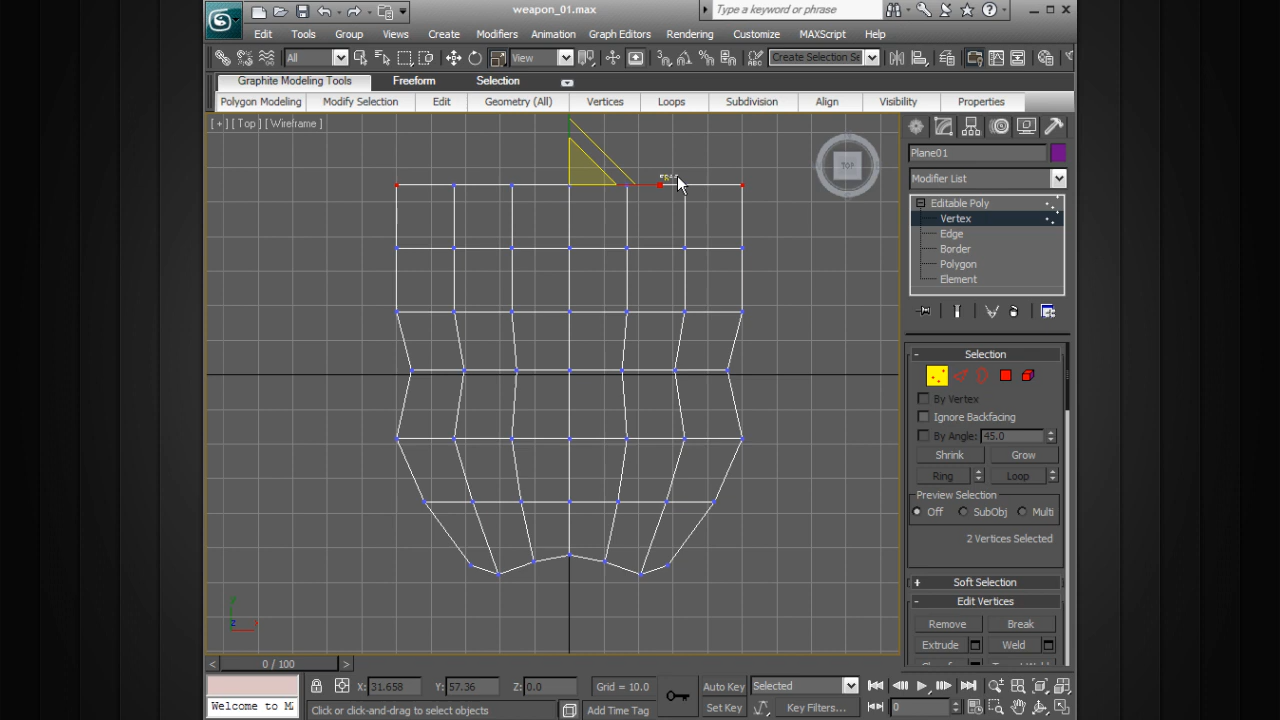 weapon_01.max
Type a keyword or phrase
Edit Tools Group Views Create Modifiers Animation Graph Editors Rendering Customize MAXScript Help
All View Create Selection Se
Graphite Modeling Tools Freeform Selection
Polygon Modeling Modify Selection Edit Geometry (All) Vertices Loops Subdivision Align Visibility Properties
[ + ] [ Top ] [ Wireframe ]
TOP
Plane01
Modifier List
Editable Poly
Vertex
Edge
Border
Polygon
Element
Selection
By Vertex
Ignore Backfacing
By Angle: 45.0
Shrink Grow
Ring Loop
Preview Selection
Off SubObj Multi
2 Vertices Selected
+ Soft Selection
- Edit Vertices
Remove Break
Extrude Weld
y
z x
< 0 / 100 >
X: 31.658 Y: 57.36 Z: 0.0 Grid = 10.0 Auto Key Selected
Welcome to M
Click or click-and-drag to select objects Add Time Tag Set Key Key Filters... 0